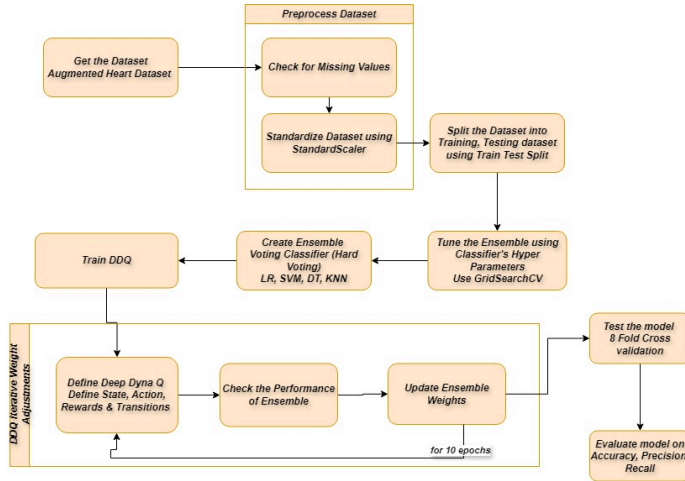 Preprocess Dataset
Get the Dataset
Augmented Heart Dataset
Check for Missing Values
Standardize Dataset using
StandardScaler
Split the Dataset into
Training, Testing dataset
using Train Test Split
Tune the Ensemble using
Classifier's Hyper
Parameters
Use GridSearchCV
Create Ensemble
Voting Classifier (Hard
Voting)
LR, SVM, DT, KNN
Train DDQ
DDQ Iterative Weight
Adjustments
Define Deep Dyna Q
Define State, Action,
Rewards & Transitions
Check the Performance
of Ensemble
Update Ensemble
Weights
for 10 epochs
Test the model
8 Fold Cross
validation
Evaluate model on
Accuracy, Precision,
Recall